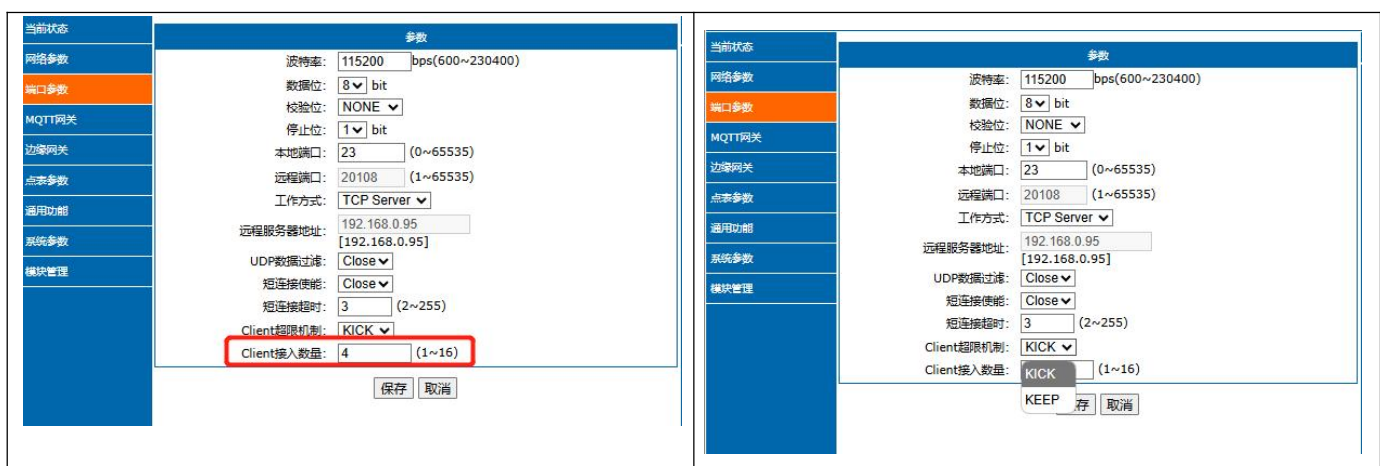 当前状态
网络参数
端口参数
MQTT网关
边缘网关
点表参数
通用功能
系统参数
模块管理
参数
波特率: 115200 bps(600~230400)
数据位: 8 bit
校验位: NONE
停止位: 1 bit
本地端口: 23 (0~65535)
远程端口: 20108 (1~65535)
工作方式: TCP Server
远程服务器地址: 192.168.0.95
[192.168.0.95]
UDP数据过滤: Close
短连接使能: Close
短连接超时: 3 (2~255)
Client超限机制: KICK
Client接入数量: 4 (1~16)
保存 取消
当前状态
网络参数
端口参数
MQTT网关
边缘网关
点表参数
通用功能
系统参数
模块管理
参数
波特率: 115200 bps(600~230400)
数据位: 8 bit
校验位: NONE
停止位: 1 bit
本地端口: 23 (0~65535)
远程端口: 20108 (1~65535)
工作方式: TCP Server
远程服务器地址: 192.168.0.95
[192.168.0.95]
UDP数据过滤: Close
短连接使能: Close
短连接超时: 3 (2~255)
Client超限机制: KICK
Client接入数量: (1~16)
KICK
KEEP
存 取消